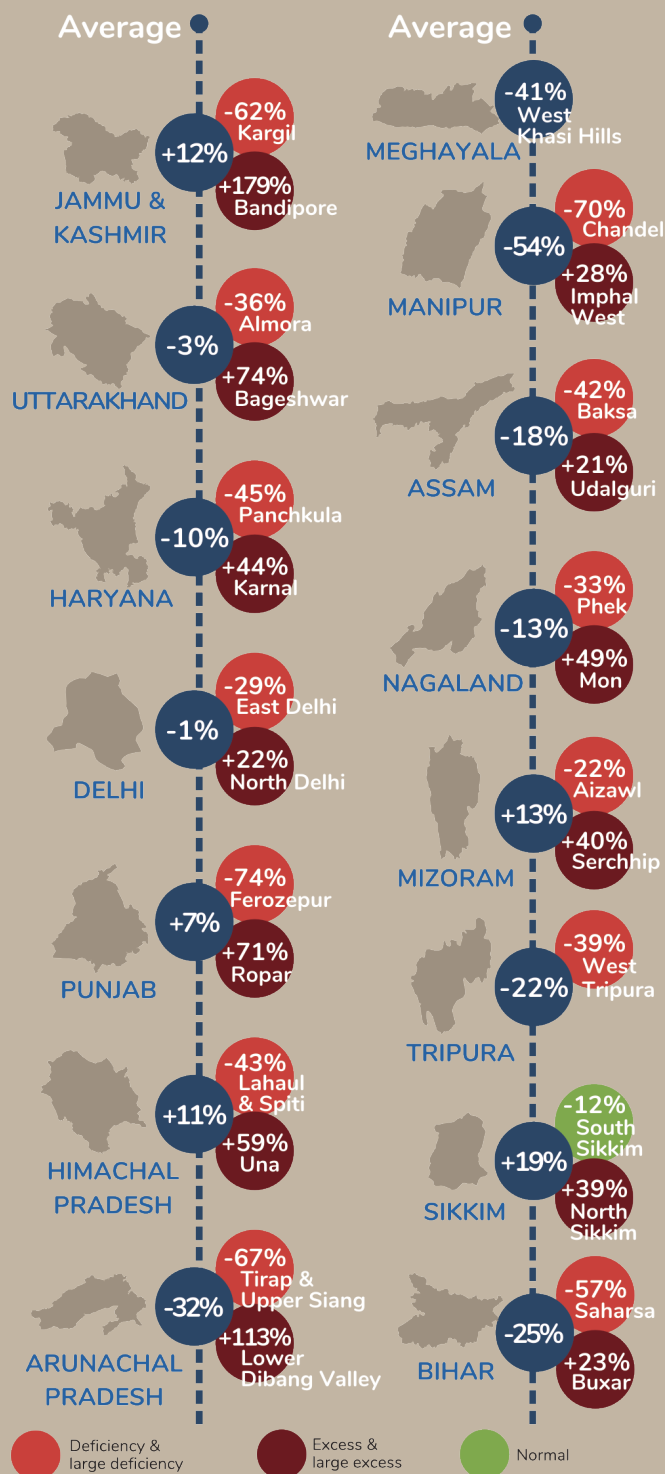 Average
+12%
-62%
Kargil
+179%
Bandipore
JAMMU &
KASHMIR
-3%
-36%
Almora
+74%
Bageshwar
UTTARAKHAND
-10%
-45%
Panchkula
+44%
Karnal
HARYANA
-1%
-29%
East Delhi
+22%
North Delhi
DELHI
+7%
-74%
Ferozepur
+71%
Ropar
PUNJAB
+11%
-43%
Lahaul
& Spiti
+59%
Una
HIMACHAL
PRADESH
-32%
-67%
Tirap &
Upper Siang
+113%
Lower
Dibang Valley
ARUNACHAL
PRADESH
Average
-41%
West
Khasi Hills
MEGHAYALA
-54%
-70%
Chandel
+28%
Imphal
West
MANIPUR
-18%
-42%
Baksa
+21%
Udalguri
ASSAM
-13%
-33%
Phek
+49%
Mon
NAGALAND
+13%
-22%
Aizawl
+40%
Serchhip
MIZORAM
-22%
-39%
West
Tripura
TRIPURA
+19%
-12%
South
Sikkim
+39%
North
Sikkim
SIKKIM
-25%
-57%
Saharsa
+23%
Buxar
BIHAR
Deficiency &
large deficiency
Excess &
large excess
Normal